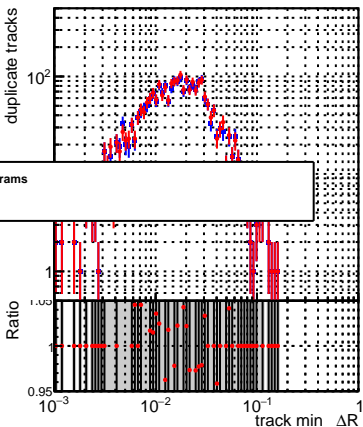 duplicate tracks
10²
rams
1
Ratio
1.05
1
0.95
10⁻³ 10⁻² 10⁻¹ 1
track min ΔR